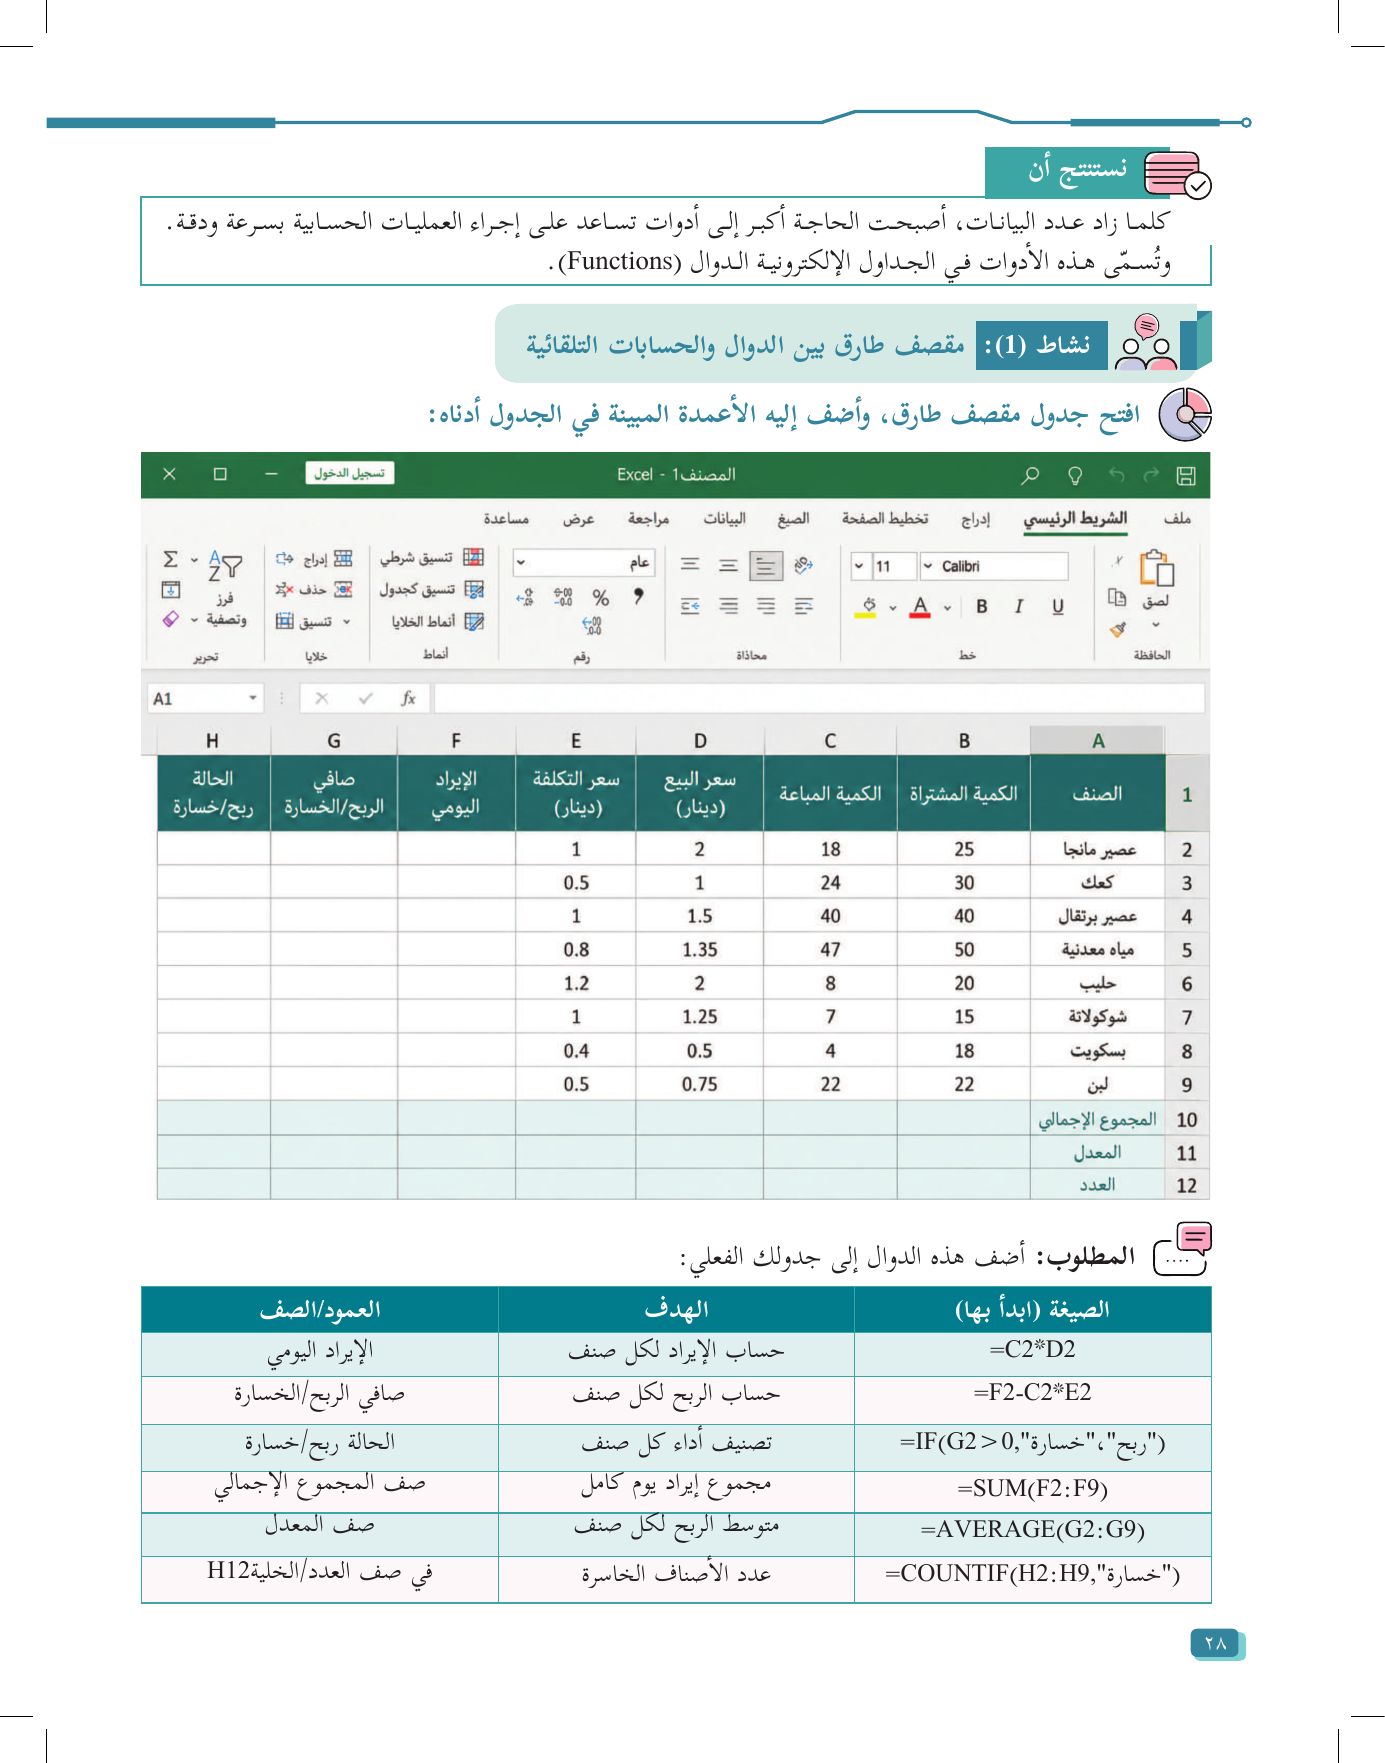 نستنتج أن
كلما زاد عدد البيانات، أصبحت الحاجة أكبر إلى أدوات تساعد على إجراء العمليات الحسابية بسرعة ودقة.
وتُسمّى هذه الأدوات في الجداول الإلكترونية الدوال (Functions).
نشاط (1): مقصف طارق بين الدوال والحسابات التلقائية
افتح جدول مقصف طارق، وأضف إليه الأعمدة المبينة في الجدول أدناه:
المصنف1 - Excel تسجيل الدخول
ملف الشريط الرئيسي إدراج تخطيط الصفحة الصيغ البيانات مراجعة عرض مساعدة
لصق Calibri 11 عام تنسيق شرطي إدراج فرز
B I U A % تنسيق كجدول حذف وتصفية
أنماط الخلايا تنسيق
الحافظة خط محاذاة رقم أنماط خلايا تحرير
A1 fx
A B C D E F G H
1 الصنف الكمية المشتراة الكمية المباعة سعر البيع (دينار) سعر التكلفة (دينار) الإيراد اليومي صافي الربح/الخسارة الحالة ربح/خسارة
2 عصير مانجا 25 18 2 1
3 كعك 30 24 1 0.5
4 عصير برتقال 40 40 1.5 1
5 مياه معدنية 50 47 1.35 0.8
6 حليب 20 8 2 1.2
7 شوكولاتة 15 7 1.25 1
8 بسكويت 18 4 0.5 0.4
9 لبن 22 22 0.75 0.5
10 المجموع الإجمالي
11 المعدل
12 العدد
المطلوب: أضف هذه الدوال إلى جدولك الفعلي:
الصيغة (ابدأ بها) الهدف العمود/الصف
=C2*D2 حساب الإيراد لكل صنف الإيراد اليومي
=F2-C2*E2 حساب الربح لكل صنف صافي الربح/الخسارة
=IF(G2>0,"ربح"،"خسارة") تصنيف أداء كل صنف الحالة ربح/خسارة
=SUM(F2:F9) مجموع إيراد يوم كامل صف المجموع الإجمالي
=AVERAGE(G2:G9) متوسط الربح لكل صنف صف المعدل
=COUNTIF(H2:H9,"خسارة") عدد الأصناف الخاسرة في صف العدد/الخليةH12
٢٨